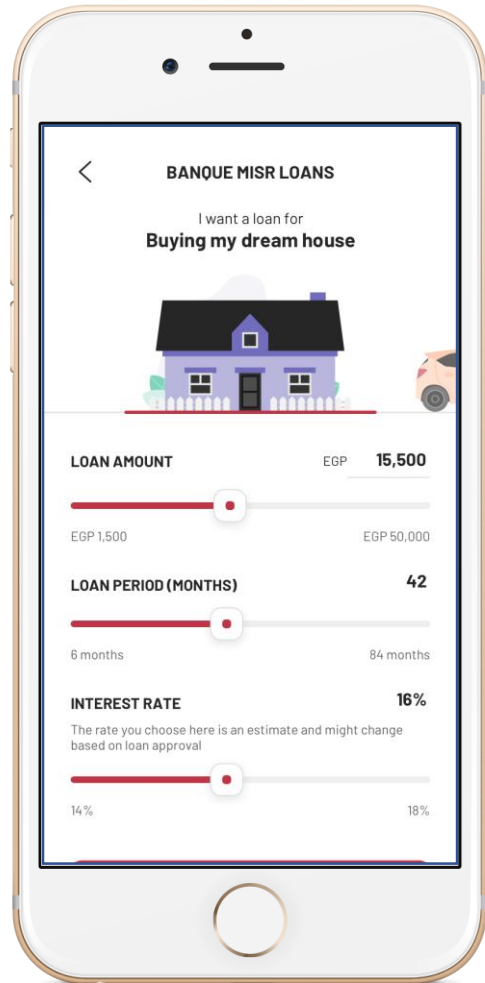 BANQUE MISR LOANS
I want a loan for
Buying my dream house
LOAN AMOUNT EGP 15,500
EGP 1,500 EGP 50,000
LOAN PERIOD (MONTHS) 42
6 months 84 months
INTEREST RATE 16%
The rate you choose here is an estimate and might change
based on loan approval
14% 18%